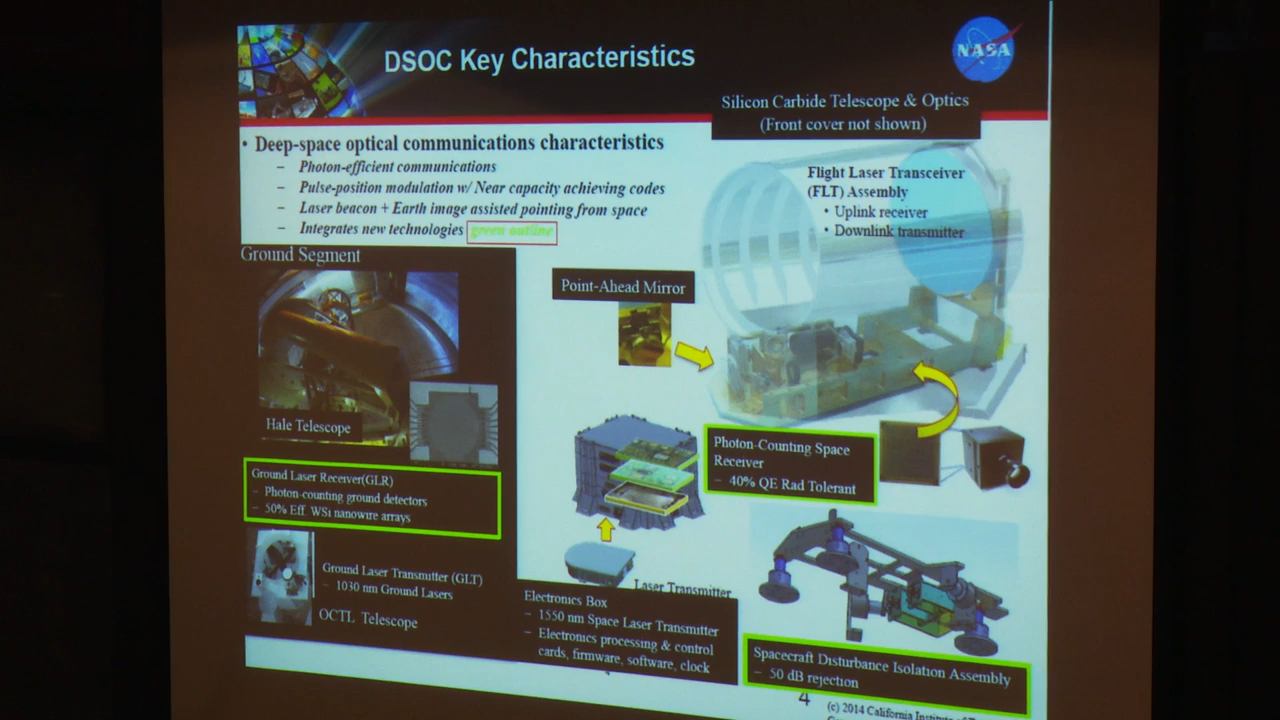 DSOC Key Characteristics
NASA
Silicon Carbide Telescope & Optics
(Front cover not shown)
• Deep-space optical communications characteristics
– Photon-efficient communications
– Pulse-position modulation w/ Near capacity achieving codes
– Laser beacon + Earth image assisted pointing from space
– Integrates new technologies green outline
Flight Laser Transceiver
(FLT) Assembly
• Uplink receiver
• Downlink transmitter
Ground Segment
Point-Ahead Mirror
Hale Telescope
Ground Laser Receiver(GLR)
– Photon-counting ground detectors
– 50% Eff WSi nanowire arrays
Photon-Counting Space
Receiver
– 40% QE Rad Tolerant
Ground Laser Transmitter (GLT)
– 1030 nm Ground Lasers
OCTL Telescope
Laser Transmitter
Electronics Box
– 1550 nm Space Laser Transmitter
– Electronics processing & control
cards, firmware, software, clock
Spacecraft Disturbance Isolation Assembly
– 50 dB rejection
4
(c) 2014 California Institute of